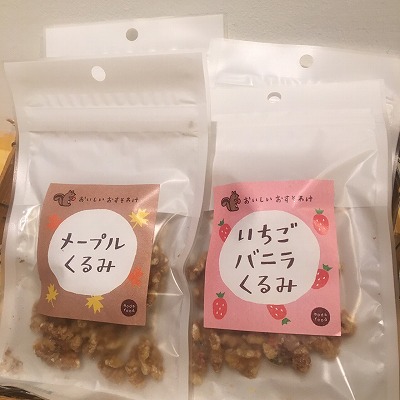 おいしい おすそわけ
メープル
くるみ
おいしい おすそわけ
いちご
バニラ
くるみ